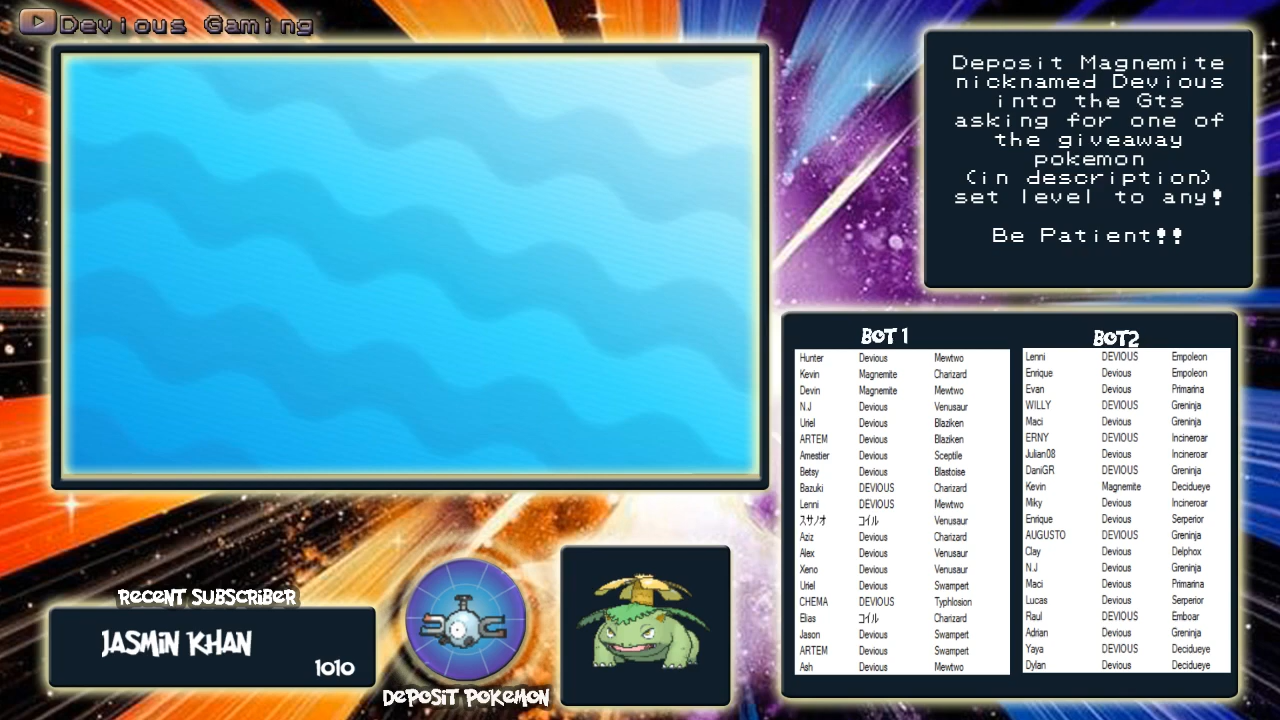 Devious Gaming
Deposit Magnemite
nicknamed Devious
into the Gts
asking for one of
the giveaway
pokemon
(in description)
set level to any!
Be Patient!!
BOT 1
Hunter Devious Mewtwo
Kevin Magnemite Charizard
Devin Magnemite Mewtwo
N.J Devious Venusaur
Uriel Devious Blaziken
ARTEM Devious Blaziken
Amestier Devious Sceptile
Betsy Devious Blastoise
Bazuki DEVIOUS Charizard
Lenni DEVIOUS Mewtwo
スサノオ コイル Venusaur
Aziz Devious Charizard
Alex Devious Venusaur
Xeno Devious Venusaur
Uriel Devious Swampert
CHEMA DEVIOUS Typhlosion
Elias コイル Charizard
Jason Devious Swampert
ARTEM Devious Swampert
Ash Devious Mewtwo
BOT2
Lenni DEVIOUS Empoleon
Enrique Devious Empoleon
Evan Devious Primarina
WILLY DEVIOUS Greninja
Maci Devious Greninja
ERNY DEVIOUS Incineroar
Julian08 Devious Incineroar
DaniGR DEVIOUS Greninja
Kevin Magnemite Decidueye
Miky Devious Incineroar
Enrique Devious Serperior
AUGUSTO DEVIOUS Greninja
Clay Devious Delphox
N.J Devious Greninja
Maci Devious Primarina
Lucas Devious Serperior
Raul DEVIOUS Emboar
Adrian Devious Greninja
Yaya DEVIOUS Decidueye
Dylan Devious Decidueye
RECENT SUBSCRIBER
JASMIN KHAN
1010
DEPOSIT POKEMON